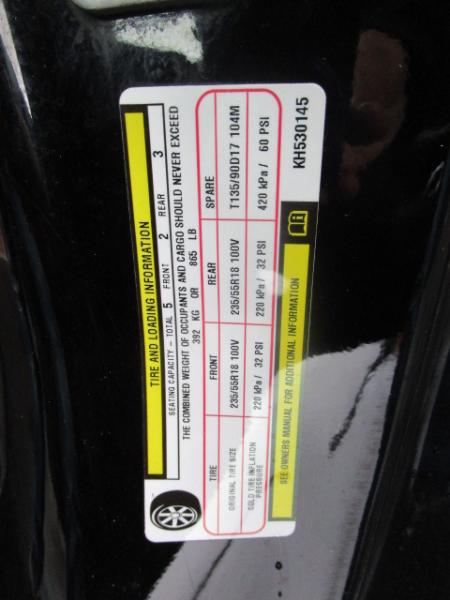 TIRE AND LOADING INFORMATION
SEATING CAPACITY – TOTAL 5 FRONT 2 REAR 3
THE COMBINED WEIGHT OF OCCUPANTS AND CARGO SHOULD NEVER EXCEED
392 KG OR 865 LB
TIRE FRONT REAR SPARE
ORIGINAL TIRE SIZE 235/55R18 100V 235/55R18 100V T135/90D17 104M
COLD TIRE INFLATION PRESSURE 220 kPa / 32 PSI 220 kPa / 32 PSI 420 kPa / 60 PSI
SEE OWNERS MANUAL FOR ADDITIONAL INFORMATION
KH530145